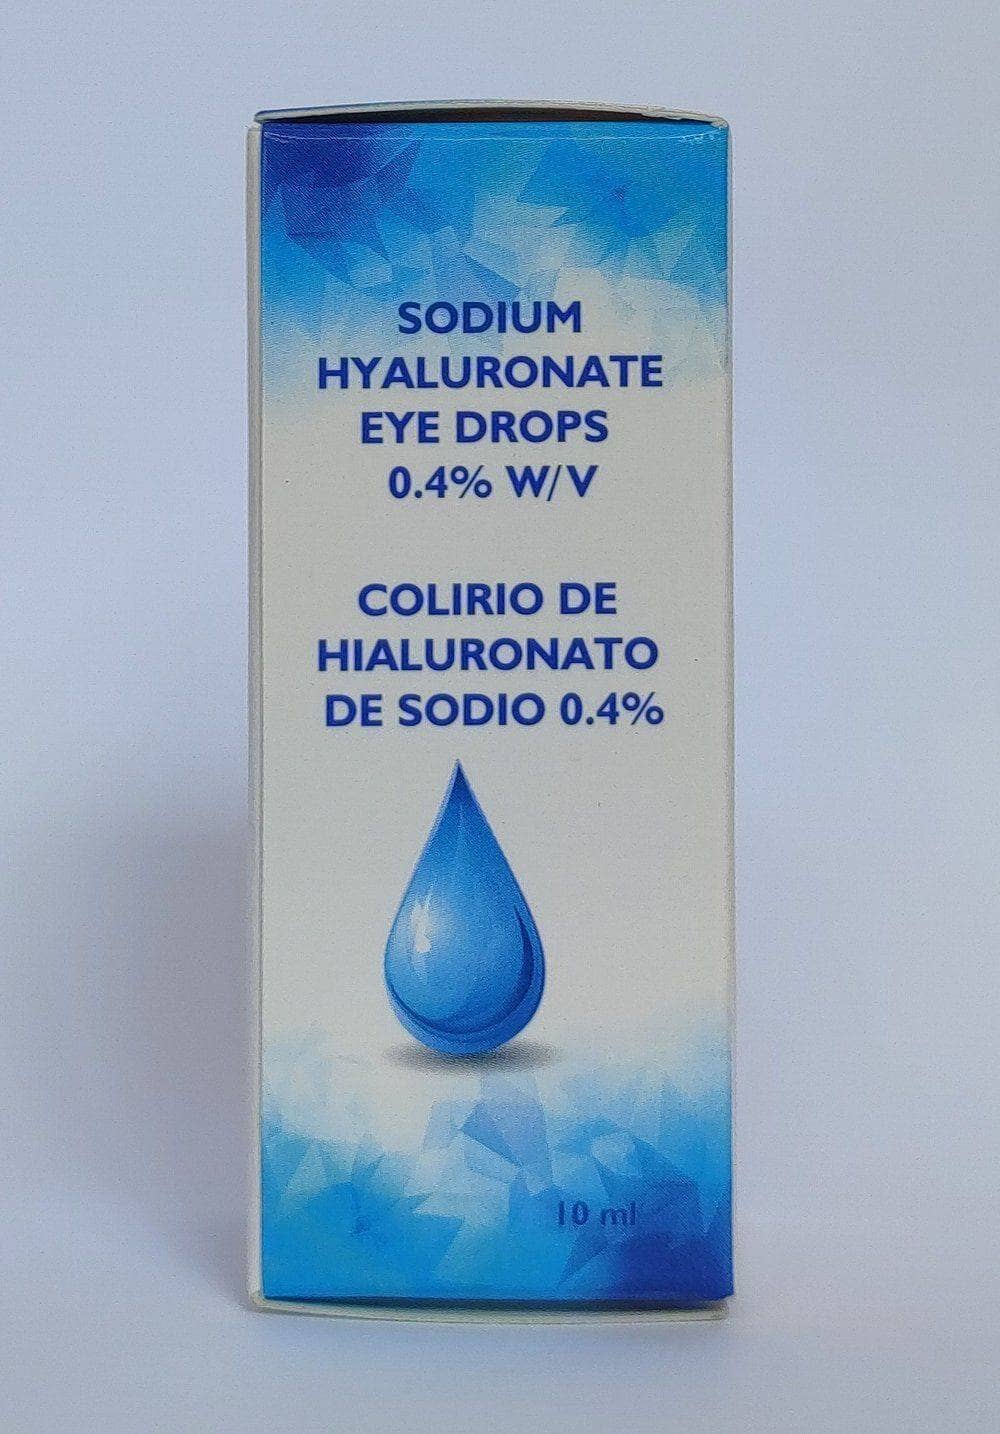 SODIUM
HYALURONATE
EYE DROPS
0.4% W/V
COLIRIO DE
HIALURONATO
DE SODIO 0.4%
10 ml